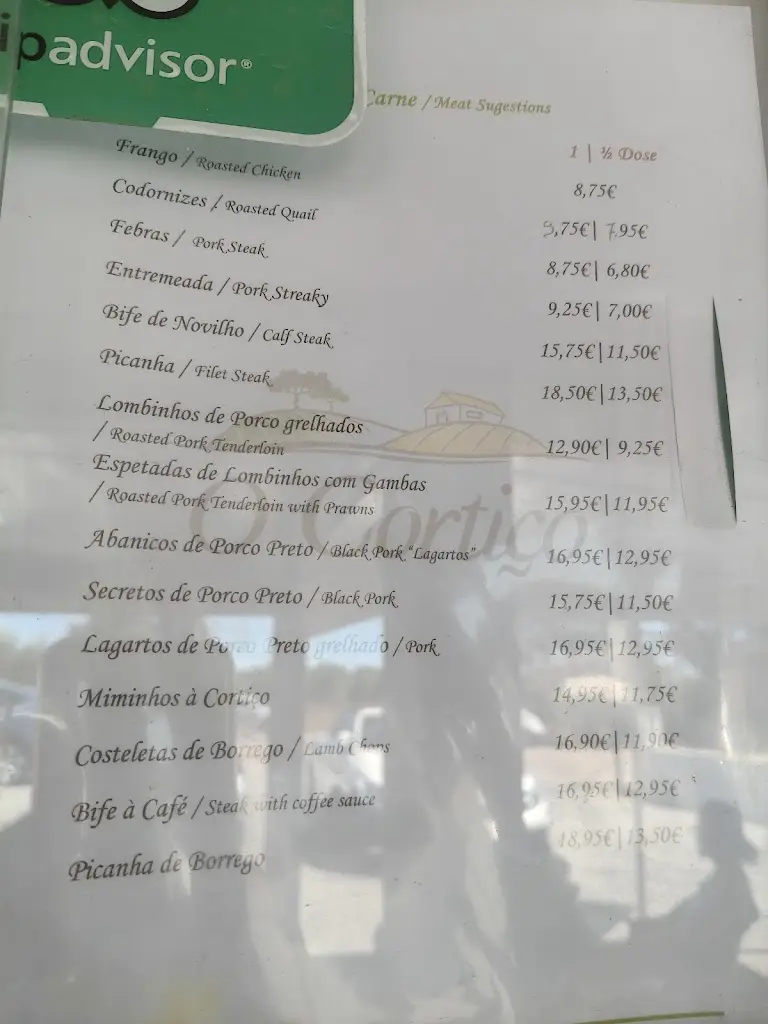 padvisor®
Carne / Meat Sugestions
1 | ½ Dose
Frango / Roasted Chicken 8,75€
Codornizes / Roasted Quail 9,75€ | 7,95€
Febras / Pork Steak 8,75€ | 6,80€
Entremeada / Pork Streaky 9,25€ | 7,00€
Bife de Novilho / Calf Steak 15,75€ | 11,50€
Picanha / Filet Steak 18,50€ | 13,50€
Lombinhos de Porco grelhados
/ Roasted Pork Tenderloin 12,90€ | 9,25€
Espetadas de Lombinhos com Gambas
/ Roasted Pork Tenderloin with Prawns 15,95€ | 11,95€
Abanicos de Porco Preto / Black Pork "Lagartos" 16,95€ | 12,95€
Secretos de Porco Preto / Black Pork 15,75€ | 11,50€
Lagartos de Porco Preto grelhado / Pork 16,95€ | 12,95€
Miminhos à Cortiço 14,95€ | 11,75€
Costeletas de Borrego / Lamb Chops 16,90€ | 11,90€
Bife à Café / Steak with coffee sauce 16,95€ | 12,95€
Picanha de Borrego 18,95€ | 13,50€
O Cortiço